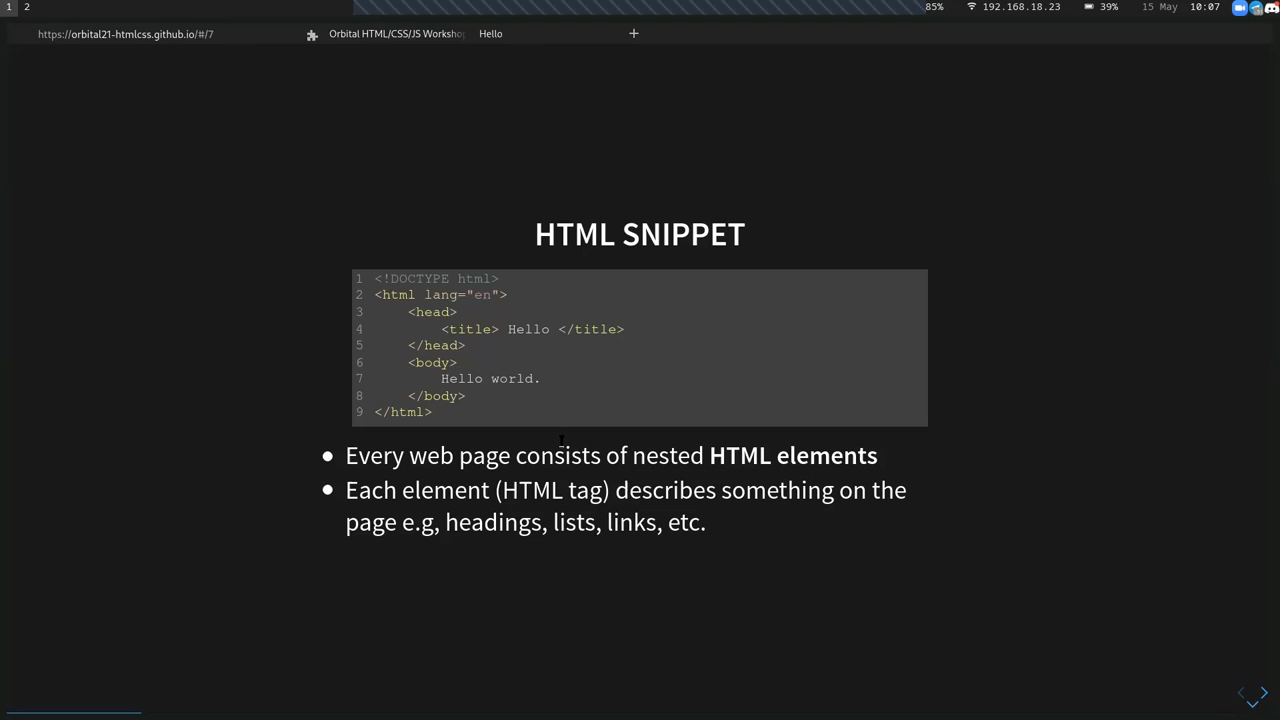 1 2 85% 192.168.18.23 39% 15 May 10:07
https://orbital21-htmlcss.github.io/#/7 Orbital HTML/CSS/JS Worksho Hello +
HTML SNIPPET
1 <!DOCTYPE html>
2 <html lang="en">
3 <head>
4 <title> Hello </title>
5 </head>
6 <body>
7 Hello world.
8 </body>
9 </html>
• Every web page consists of nested HTML elements
• Each element (HTML tag) describes something on the
page e.g, headings, lists, links, etc.